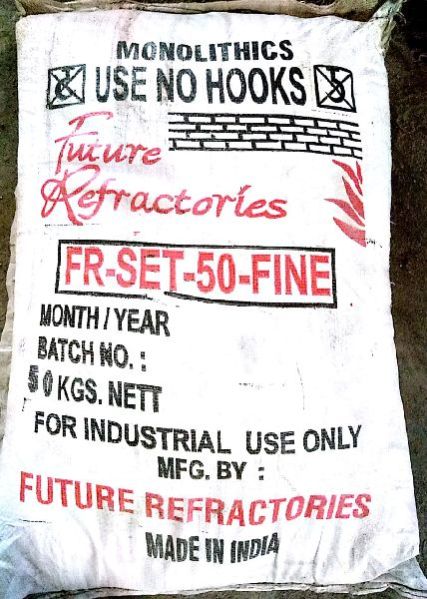 MONOLITHICS
USE NO HOOKS
Future
Refractories
FR-SET-50-FINE
MONTH / YEAR
BATCH NO. :
50 KGS. NETT
FOR INDUSTRIAL USE ONLY
MFG. BY :
FUTURE REFRACTORIES
MADE IN INDIA